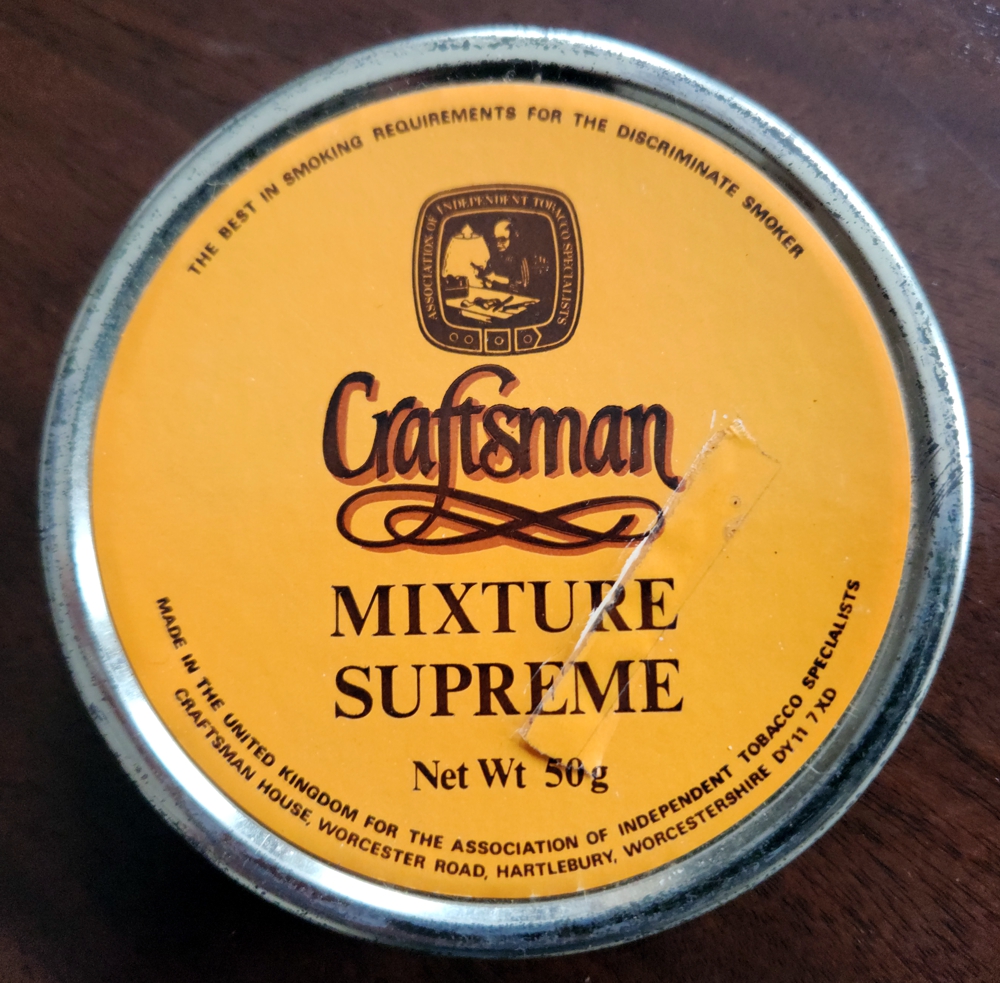 THE BEST IN SMOKING REQUIREMENTS FOR THE DISCRIMINATE SMOKER
ASSOCIATION OF INDEPENDENT TOBACCO SPECIALISTS
Craftsman
MIXTURE
SUPREME
Net Wt 50g
MADE IN THE UNITED KINGDOM FOR THE ASSOCIATION OF INDEPENDENT TOBACCO SPECIALISTS
CRAFTSMAN HOUSE, WORCESTER ROAD, HARTLEBURY, WORCESTERSHIRE DY11 7XD